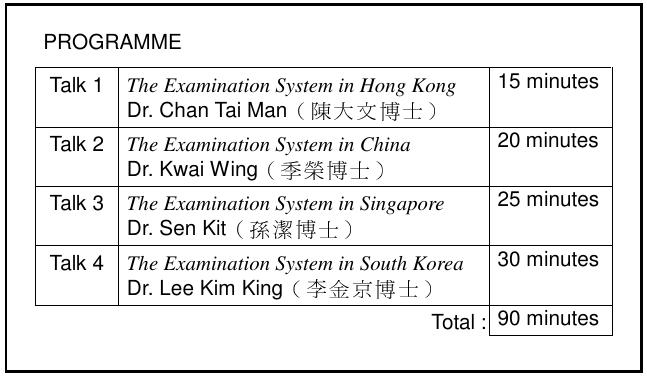 PROGRAMME
Talk 1
The Examination System in Hong Kong
Dr. Chan Tai Man（陳大文博士）
15 minutes
Talk 2
The Examination System in China
Dr. Kwai Wing（季榮博士）
20 minutes
Talk 3
The Examination System in Singapore
Dr. Sen Kit（孫潔博士）
25 minutes
Talk 4
The Examination System in South Korea
Dr. Lee Kim King（李金京博士）
30 minutes
Total : 90 minutes